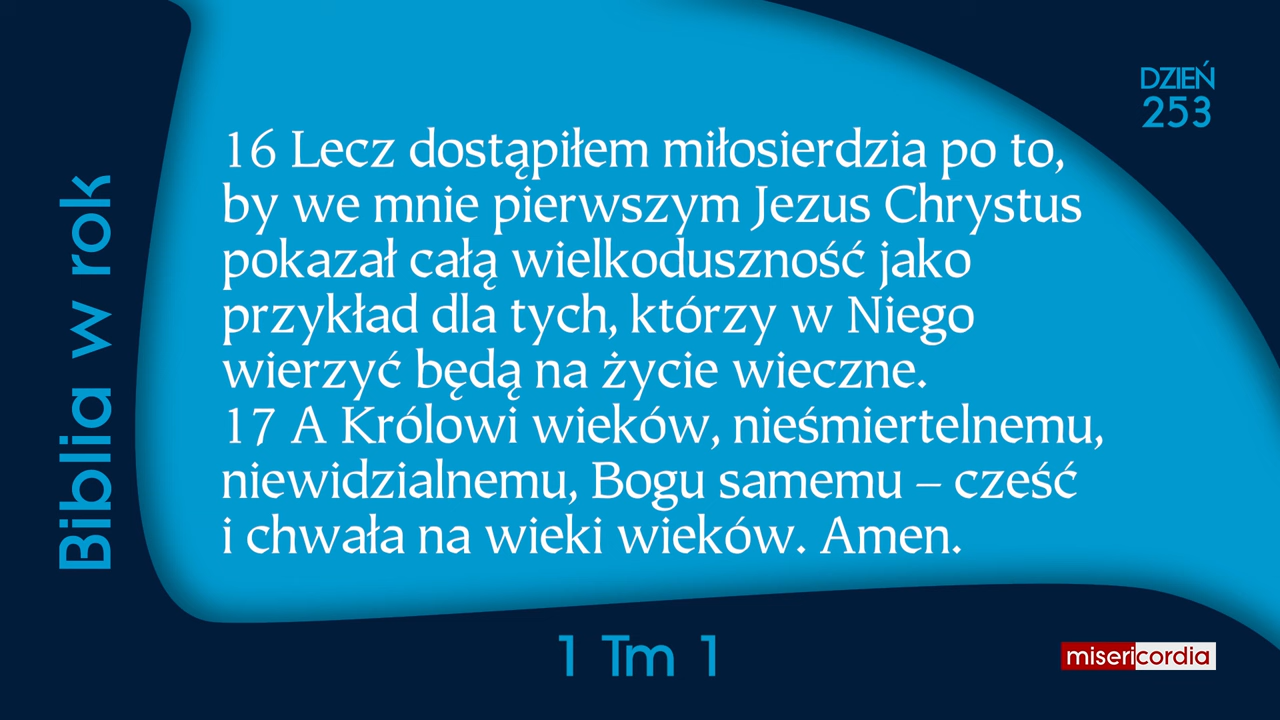 DZIEŃ
253
Biblia w rok
16 Lecz dostąpiłem miłosierdzia po to,
by we mnie pierwszym Jezus Chrystus
pokazał całą wielkoduszność jako
przykład dla tych, którzy w Niego
wierzyć będą na życie wieczne.
17 A Królowi wieków, nieśmiertelnemu,
niewidzialnemu, Bogu samemu – cześć
i chwała na wieki wieków. Amen.
1 Tm 1
misericordia